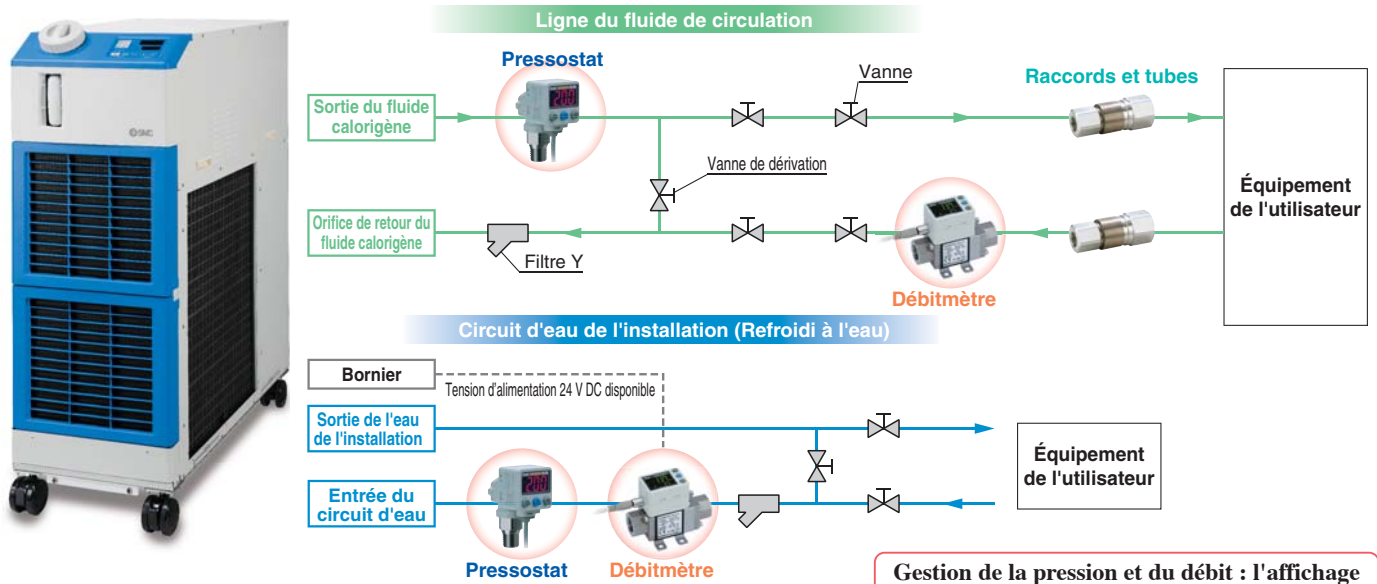 Ligne du fluide de circulation
Pressostat
Vanne
Raccords et tubes
Sortie du fluide
calorigène
200
SMC
Vanne de dérivation
Équipement
de l'utilisateur
Orifice de retour du
fluide calorigène
Filtre Y
Débitmètre
Circuit d'eau de l'installation (Refroidi à l'eau)
Bornier
Tension d'alimentation 24 V DC disponible
Sortie de l'eau
de l'installation
Équipement
de l'utilisateur
Entrée du
circuit d'eau
200
Pressostat
Débitmètre
Gestion de la pression et du débit : l'affichage